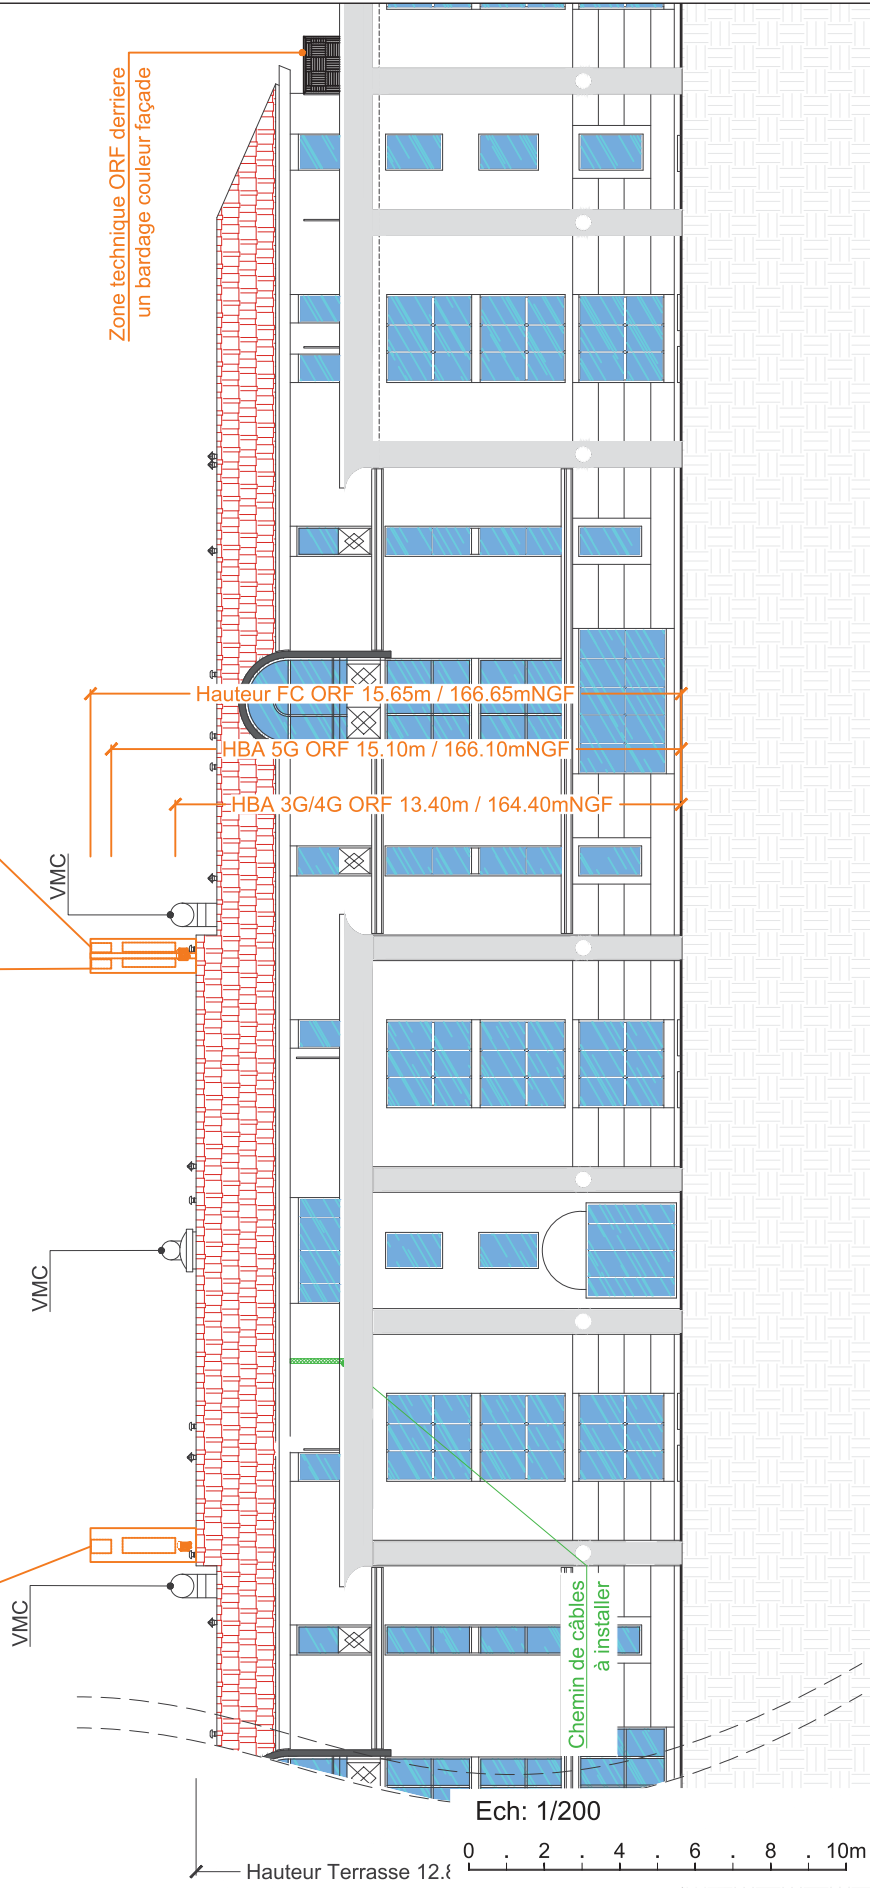 Zone technique ORF derriere
un bardage couleur façade
Hauteur FC ORF 15.65m / 166.65mNGF
HBA 5G ORF 15.10m / 166.10mNGF
HBA 3G/4G ORF 13.40m / 164.40mNGF
VMC
VMC
VMC
Chemin de câbles
à installer
Ech: 1/200
0 . 2 . 4 . 6 . 8 . 10m
Hauteur Terrasse